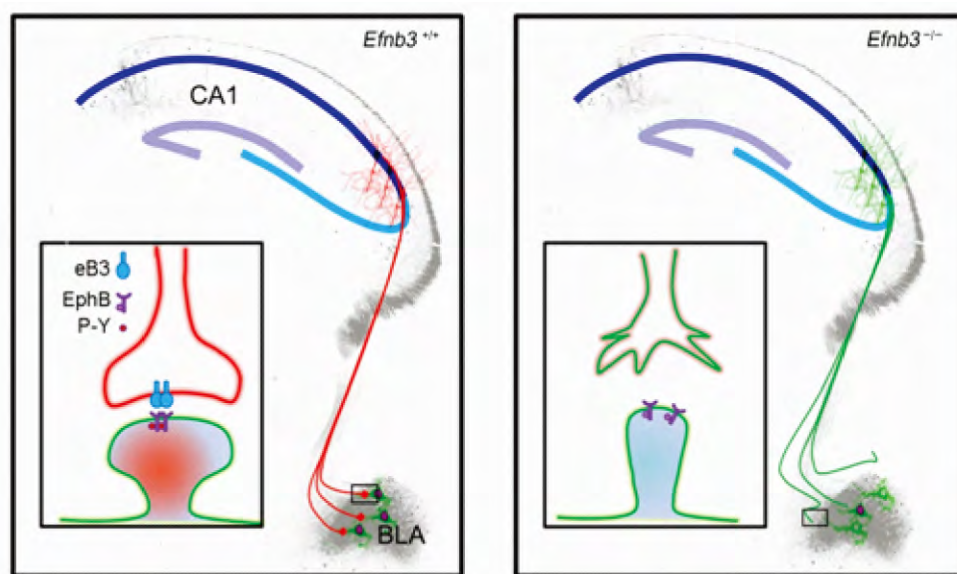 Efnb3 +/+
CA1
eB3
EphB
P-Y
BLA
Efnb3 −/−